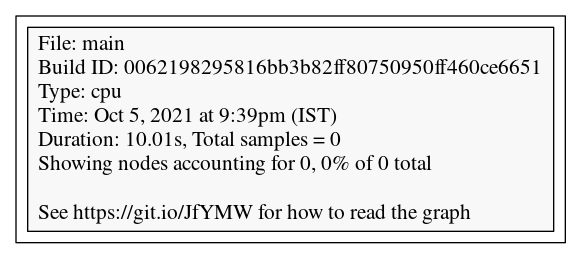 File: main
Build ID: 0062198295816bb3b82ff80750950ff460ce6651
Type: cpu
Time: Oct 5, 2021 at 9:39pm (IST)
Duration: 10.01s, Total samples = 0
Showing nodes accounting for 0, 0% of 0 total
See https://git.io/JfYMW for how to read the graph